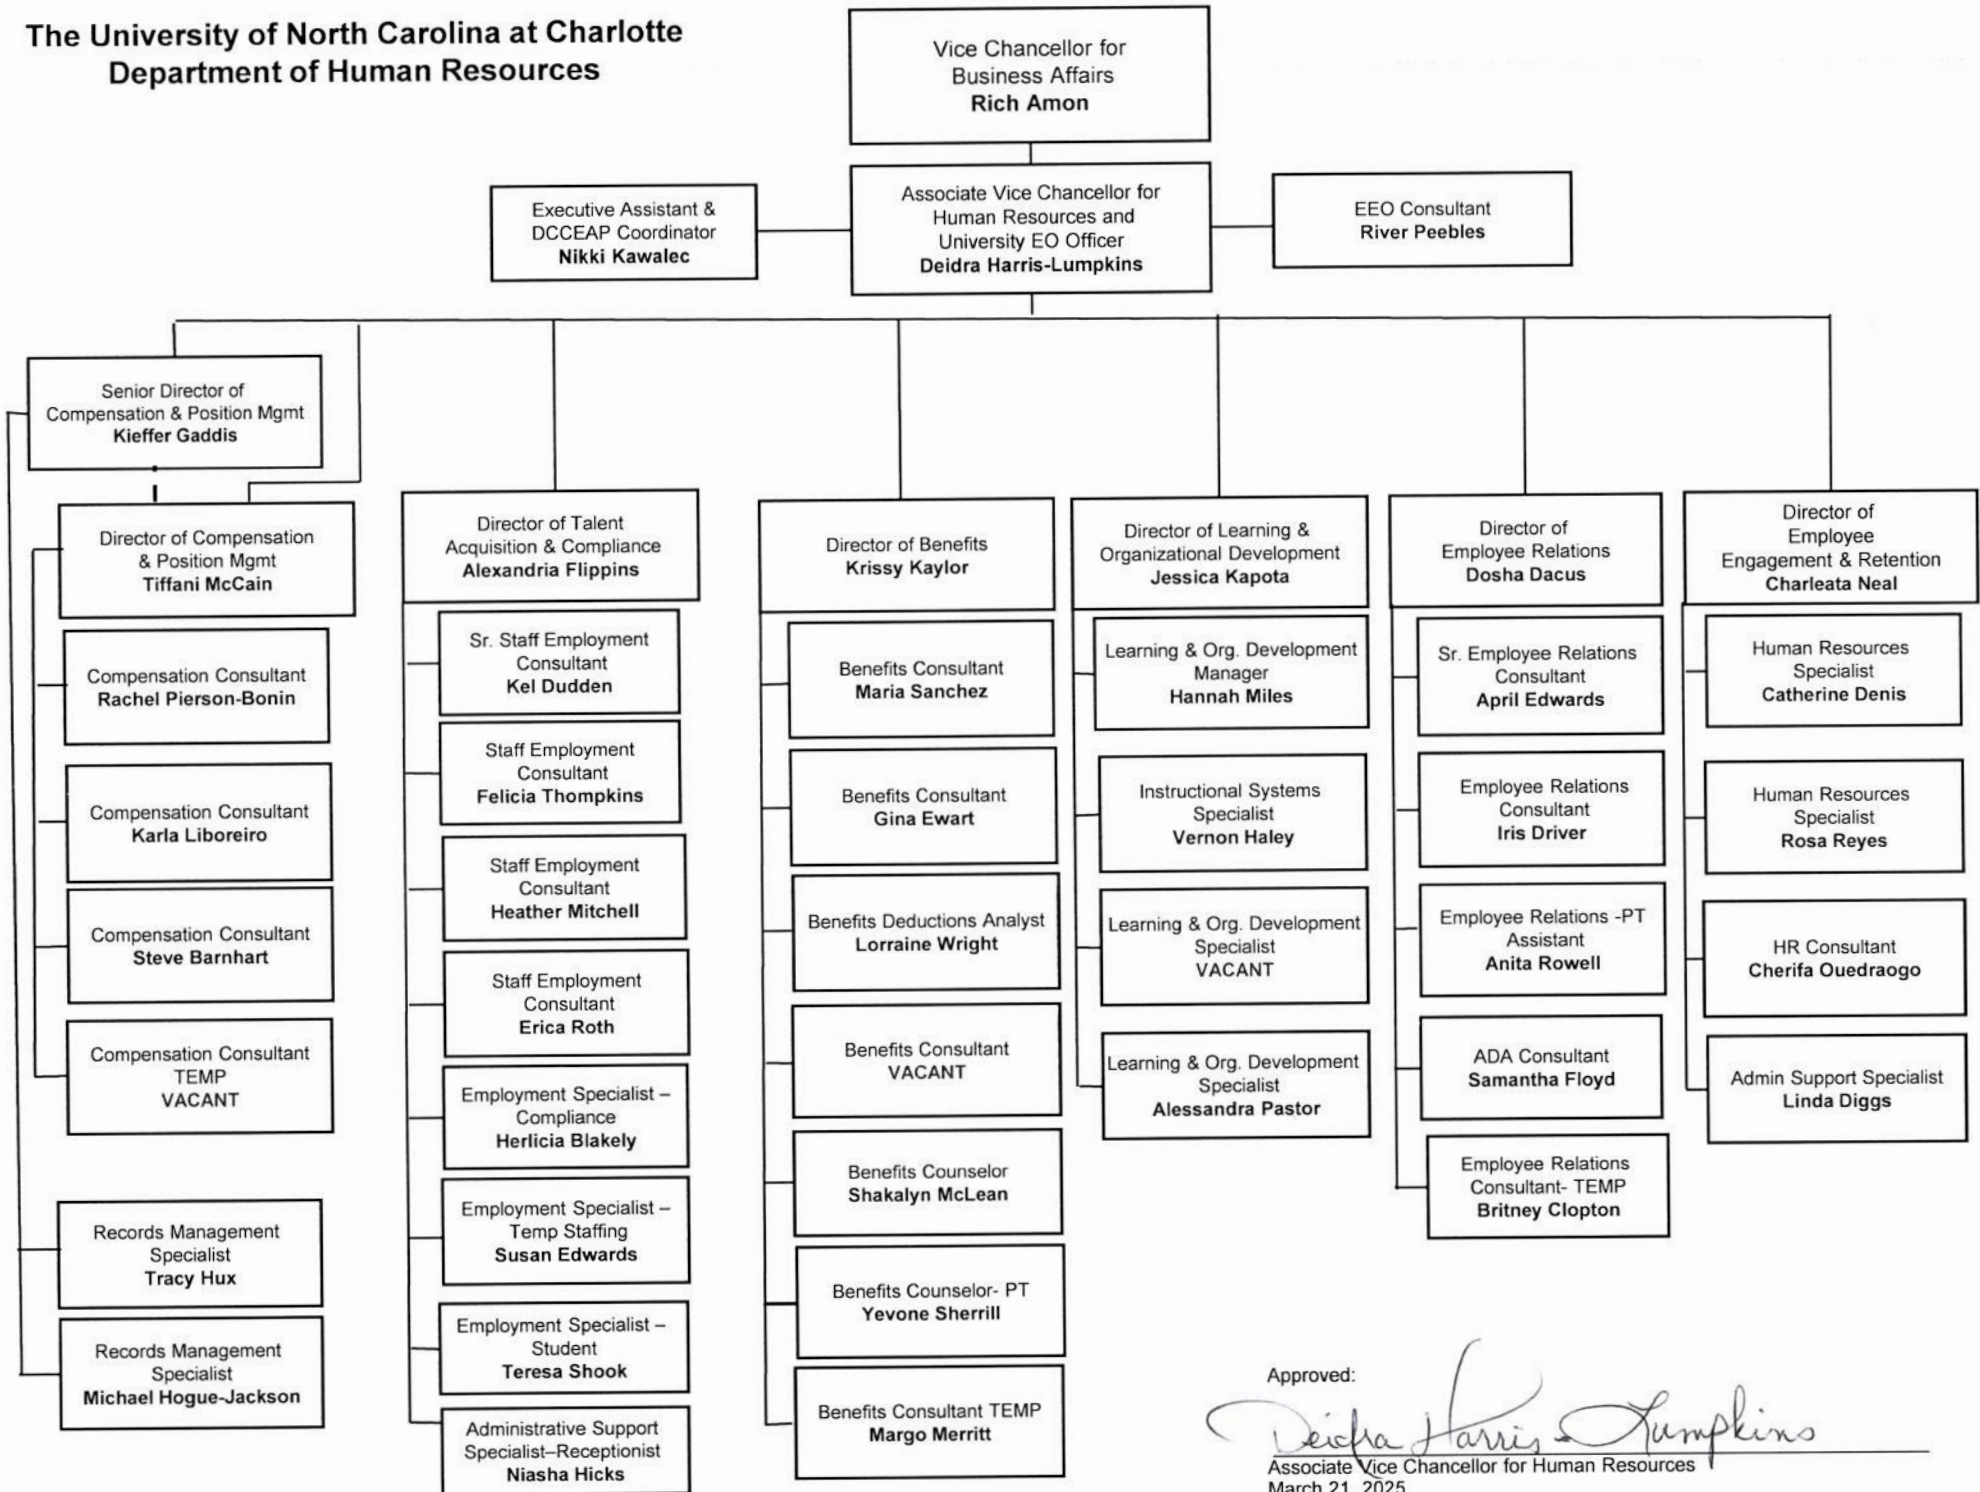 The University of North Carolina at Charlotte
Department of Human Resources
Vice Chancellor for
Business Affairs
Rich Amon
Executive Assistant &
DCCEAP Coordinator
Nikki Kawalec
Associate Vice Chancellor for
Human Resources and
University EO Officer
Deidra Harris-Lumpkins
EEO Consultant
River Peebles
Senior Director of
Compensation & Position Mgmt
Kieffer Gaddis
Director of Compensation
& Position Mgmt
Tiffani McCain
Compensation Consultant
Rachel Pierson-Bonin
Compensation Consultant
Karla Liboreiro
Compensation Consultant
Steve Barnhart
Compensation Consultant
TEMP
VACANT
Records Management
Specialist
Tracy Hux
Records Management
Specialist
Michael Hogue-Jackson
Director of Talent
Acquisition & Compliance
Alexandria Flippins
Sr. Staff Employment
Consultant
Kel Dudden
Staff Employment
Consultant
Felicia Thompkins
Staff Employment
Consultant
Heather Mitchell
Staff Employment
Consultant
Erica Roth
Employment Specialist –
Compliance
Herlicia Blakely
Employment Specialist –
Temp Staffing
Susan Edwards
Employment Specialist –
Student
Teresa Shook
Administrative Support
Specialist–Receptionist
Niasha Hicks
Director of Benefits
Krissy Kaylor
Benefits Consultant
Maria Sanchez
Benefits Consultant
Gina Ewart
Benefits Deductions Analyst
Lorraine Wright
Benefits Consultant
VACANT
Benefits Counselor
Shakalyn McLean
Benefits Counselor- PT
Yevone Sherrill
Benefits Consultant TEMP
Margo Merritt
Director of Learning &
Organizational Development
Jessica Kapota
Learning & Org. Development
Manager
Hannah Miles
Instructional Systems
Specialist
Vernon Haley
Learning & Org. Development
Specialist
VACANT
Learning & Org. Development
Specialist
Alessandra Pastor
Director of
Employee Relations
Dosha Dacus
Sr. Employee Relations
Consultant
April Edwards
Employee Relations
Consultant
Iris Driver
Employee Relations -PT
Assistant
Anita Rowell
ADA Consultant
Samantha Floyd
Employee Relations
Consultant- TEMP
Britney Clopton
Director of
Employee
Engagement & Retention
Charleata Neal
Human Resources
Specialist
Catherine Denis
Human Resources
Specialist
Rosa Reyes
HR Consultant
Cherifa Ouedraogo
Admin Support Specialist
Linda Diggs
Approved:
Deidra Harris-Lumpkins
Associate Vice Chancellor for Human Resources
March 21, 2025